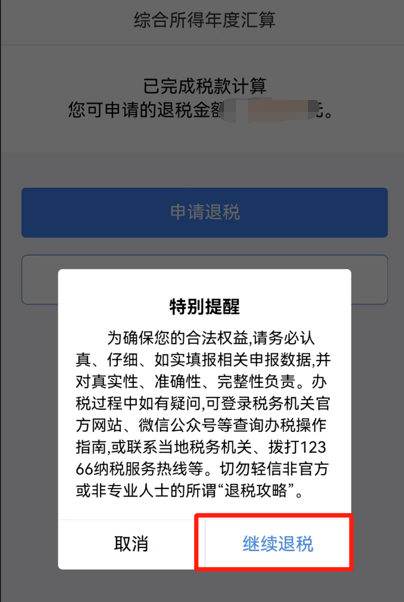 综合所得年度汇算
已完成税款计算
您可申请的退税金额 元。
申请退税
特别提醒
为确保您的合法权益,请务必认
真、仔细、如实填报相关申报数据,并
对真实性、准确性、完整性负责。办
税过程中如有疑问,可登录税务机关官
方网站、微信公众号等查询办税操作
指南,或联系当地税务机关、拨打123
66纳税服务热线等。切勿轻信非官方
或非专业人士的所谓“退税攻略”。
取消 继续退税